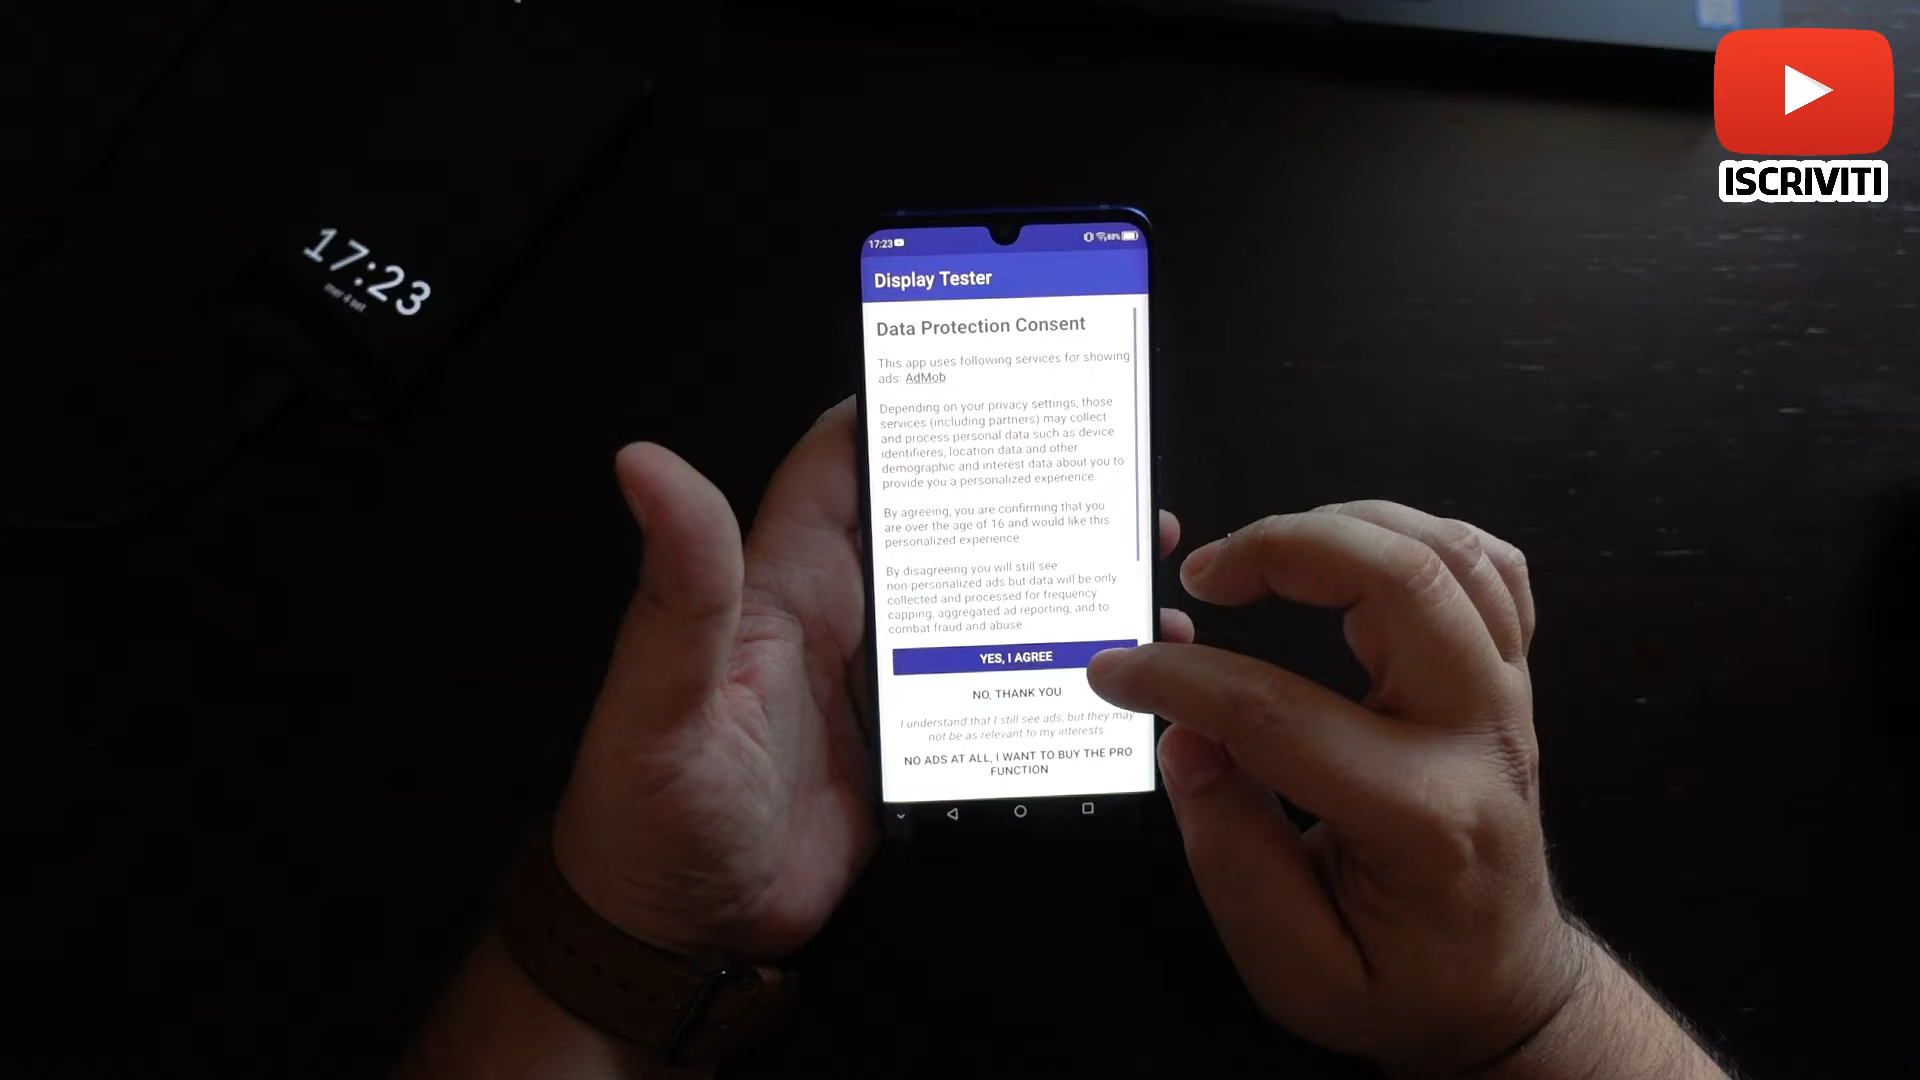 ISCRIVITI
17:23
mer 4 set
17:23
68%
Display Tester
Data Protection Consent
This app uses following services for showing
ads: AdMob
Depending on your privacy settings, those
services (including partners) may collect
and process personal data such as device
identifieres, location data and other
demographic and interest data about you to
provide you a personalized experience.
By agreeing, you are confirming that you
are over the age of 16 and would like this
personalized experience
By disagreeing you will still see
non-personalized ads but data will be only
collected and processed for frequency
capping, aggregated ad reporting, and to
combat fraud and abuse.
YES, I AGREE
NO, THANK YOU
I understand that I still see ads, but they may
not be as relevant to my interests.
NO ADS AT ALL, I WANT TO BUY THE PRO
FUNCTION